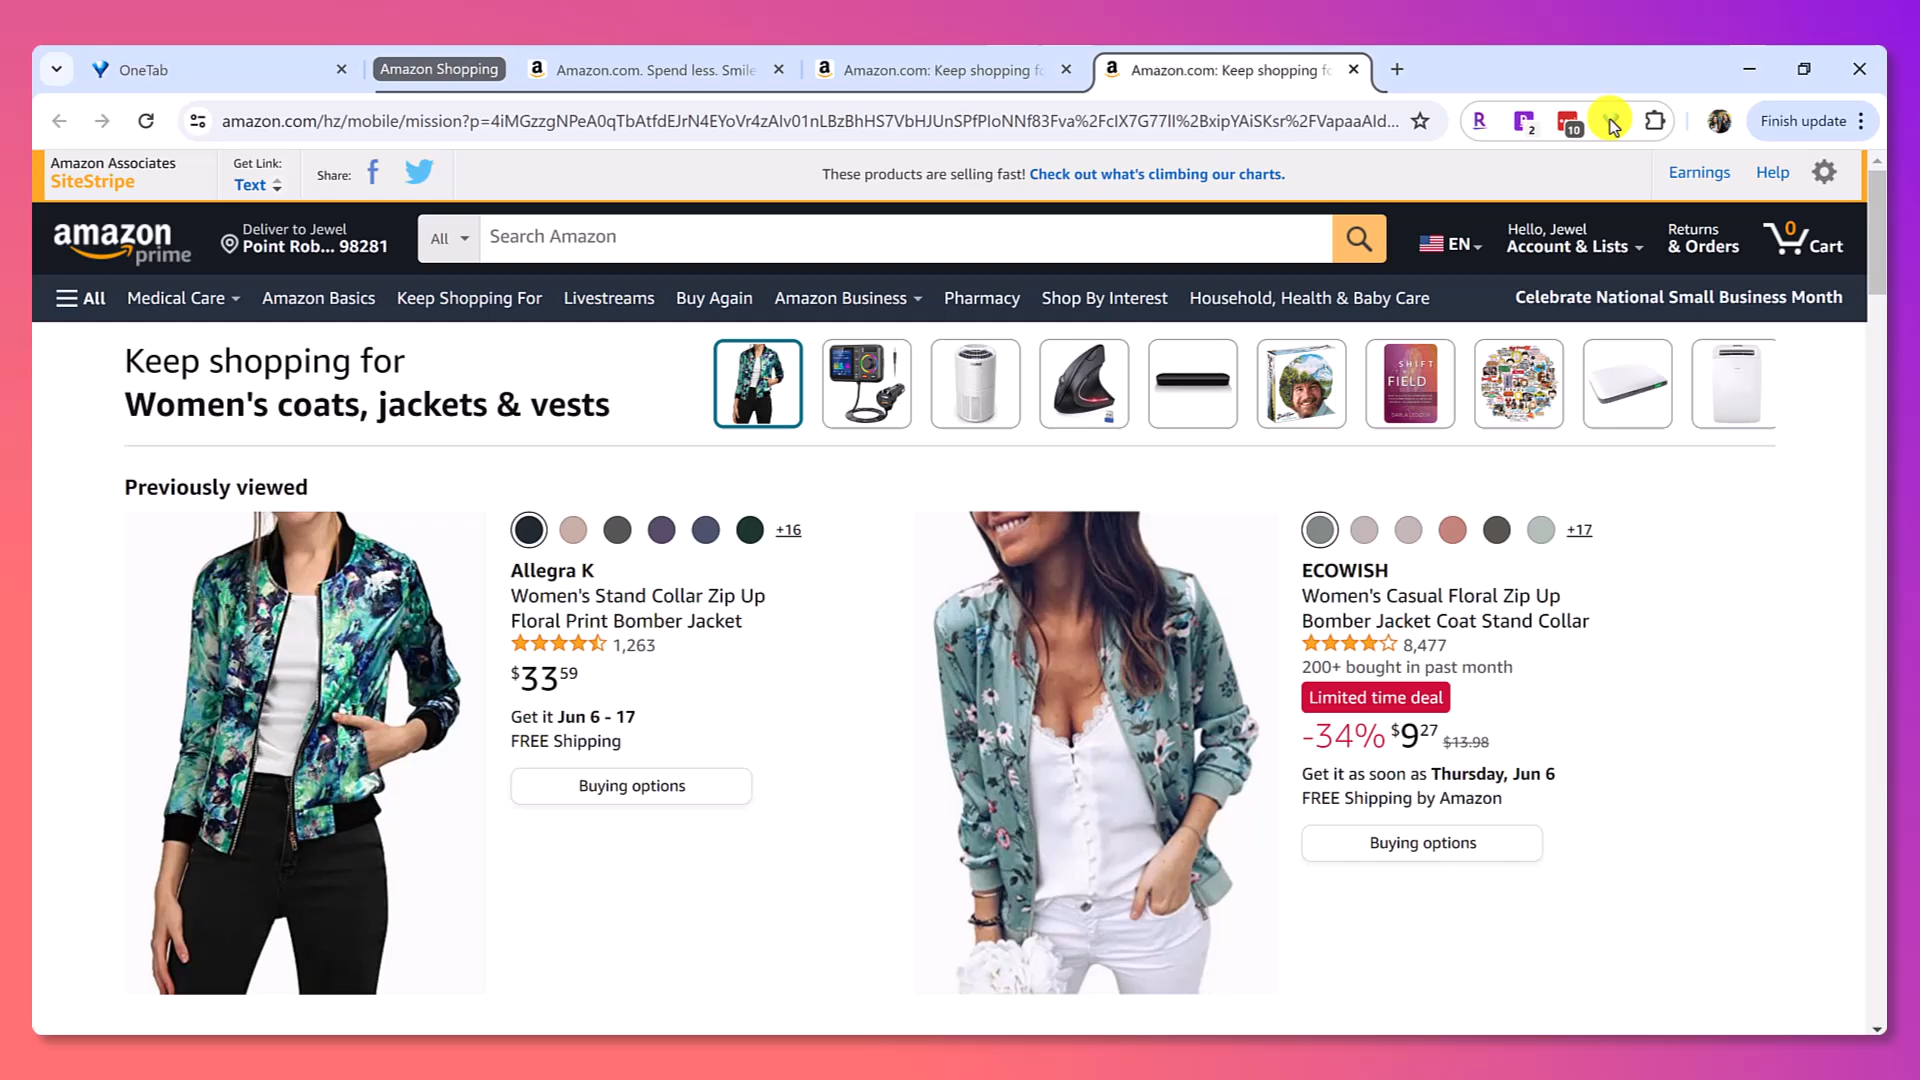 OneTab
Amazon Shopping
Amazon.com. Spend less. Smile
Amazon.com: Keep shopping fo
Amazon.com: Keep shopping fo
amazon.com/hz/mobile/mission?p=4iMGzzgNPeA0qTbAtfdEJrN4EYoVr4zAIv01nLBzBhHS7VbHJUnSPfPIoNNf83Fva%2FcIX7G77lI%2BxipYAiSKsr%2FVapaaAId...
R
2
10
Finish update
Amazon Associates
SiteStripe
Get Link:
Text
Share:
These products are selling fast! Check out what's climbing our charts.
Earnings
Help
amazon
prime
Deliver to Jewel
Point Rob... 98281
All
Search Amazon
EN
Hello, Jewel
Account & Lists
Returns
& Orders
0
Cart
All
Medical Care
Amazon Basics
Keep Shopping For
Livestreams
Buy Again
Amazon Business
Pharmacy
Shop By Interest
Household, Health & Baby Care
Celebrate National Small Business Month
Keep shopping for
Women's coats, jackets & vests
SHIFT
THE
FIELD
Previously viewed
+16
Allegra K
Women's Stand Collar Zip Up
Floral Print Bomber Jacket
1,263
$33 59
Get it Jun 6 - 17
FREE Shipping
Buying options
+17
ECOWISH
Women's Casual Floral Zip Up
Bomber Jacket Coat Stand Collar
8,477
200+ bought in past month
Limited time deal
-34% $9 27 $13.98
Get it as soon as Thursday, Jun 6
FREE Shipping by Amazon
Buying options